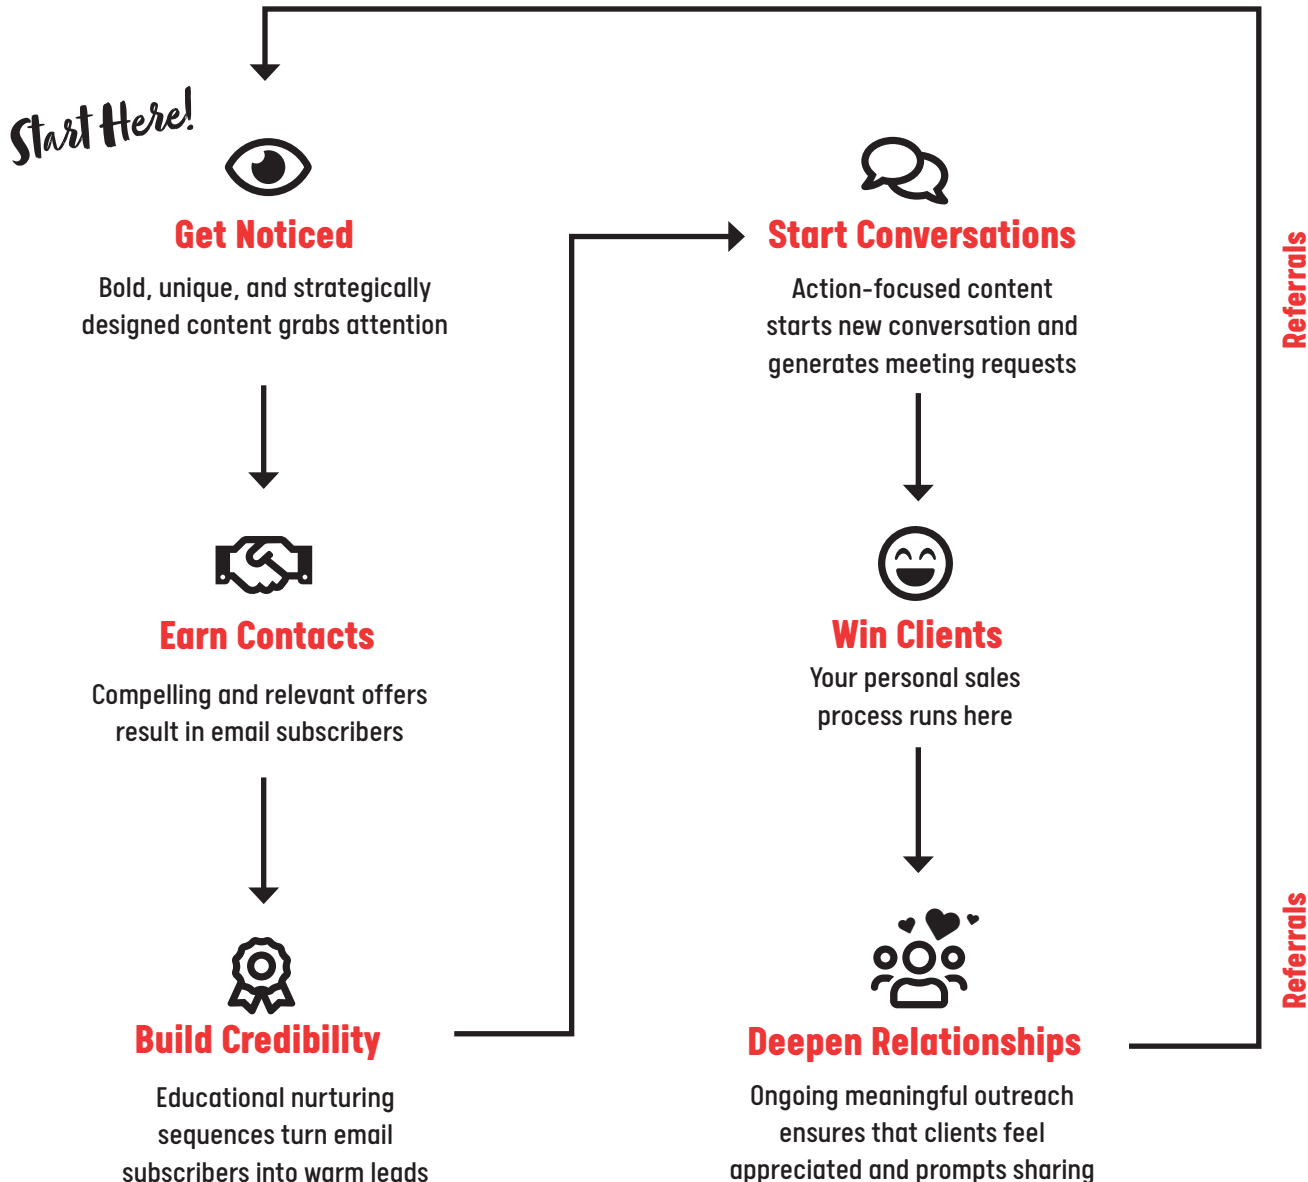 Start Here!
Get Noticed
Bold, unique, and strategically
designed content grabs attention
Earn Contacts
Compelling and relevant offers
result in email subscribers
Build Credibility
Educational nurturing
sequences turn email
subscribers into warm leads
Start Conversations
Action-focused content
starts new conversation and
generates meeting requests
Win Clients
Your personal sales
process runs here
Deepen Relationships
Ongoing meaningful outreach
ensures that clients feel
appreciated and prompts sharing
Referrals
Referrals